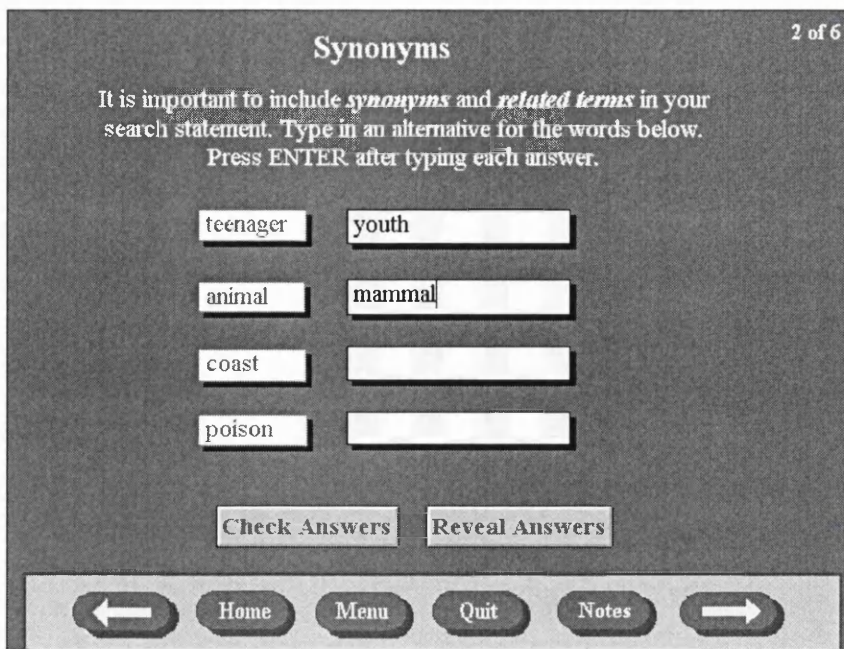 2 of 6
Synonyms
It is important to include synonyms and related terms in your
search statement. Type in an alternative for the words below.
Press ENTER after typing each answer.
teenager youth
animal mammal
coast
poison
Check Answers Reveal Answers
Home Menu Quit Notes